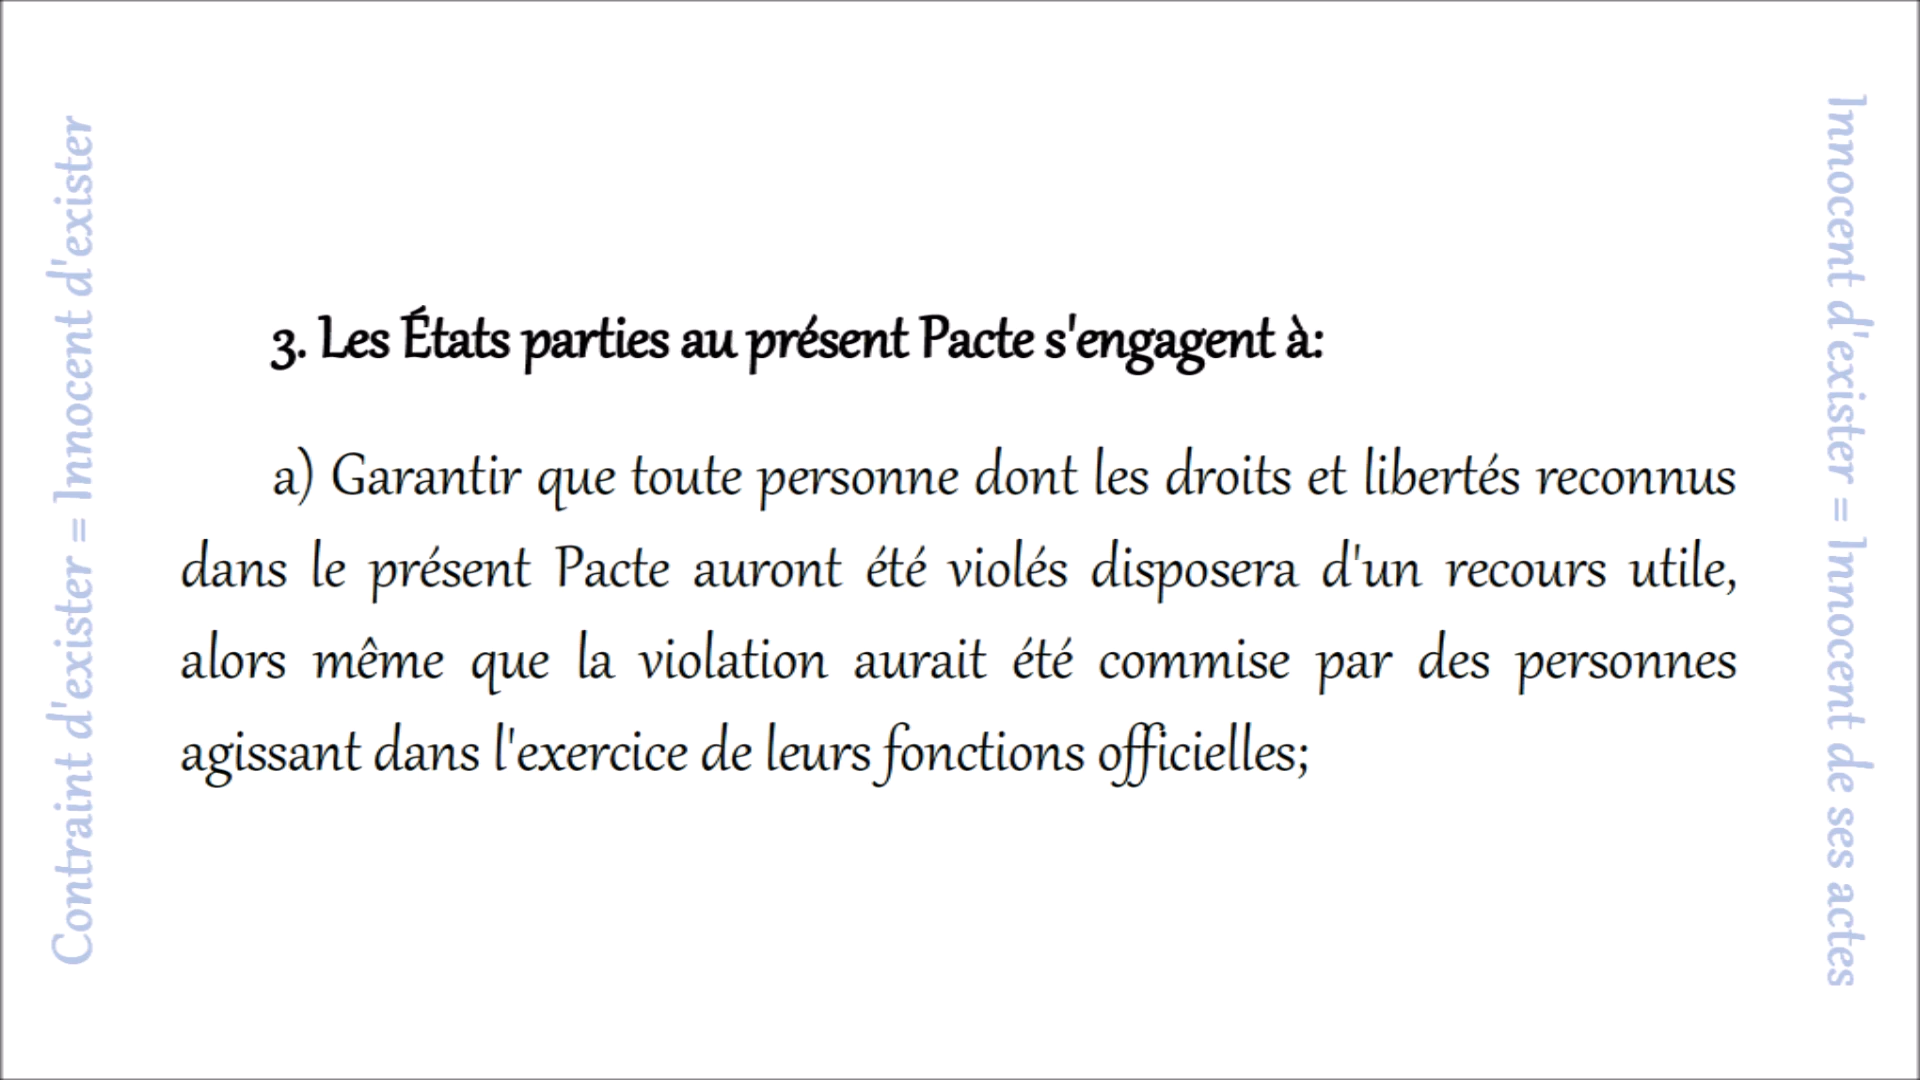 Contraint d'exister = Innocent d'exister
3. Les États parties au présent Pacte s'engagent à:
a) Garantir que toute personne dont les droits et libertés reconnus
dans le présent Pacte auront été violés disposera d'un recours utile,
alors même que la violation aurait été commise par des personnes
agissant dans l'exercice de leurs fonctions officielles;
Innocent d'exister = Innocent de ses actes